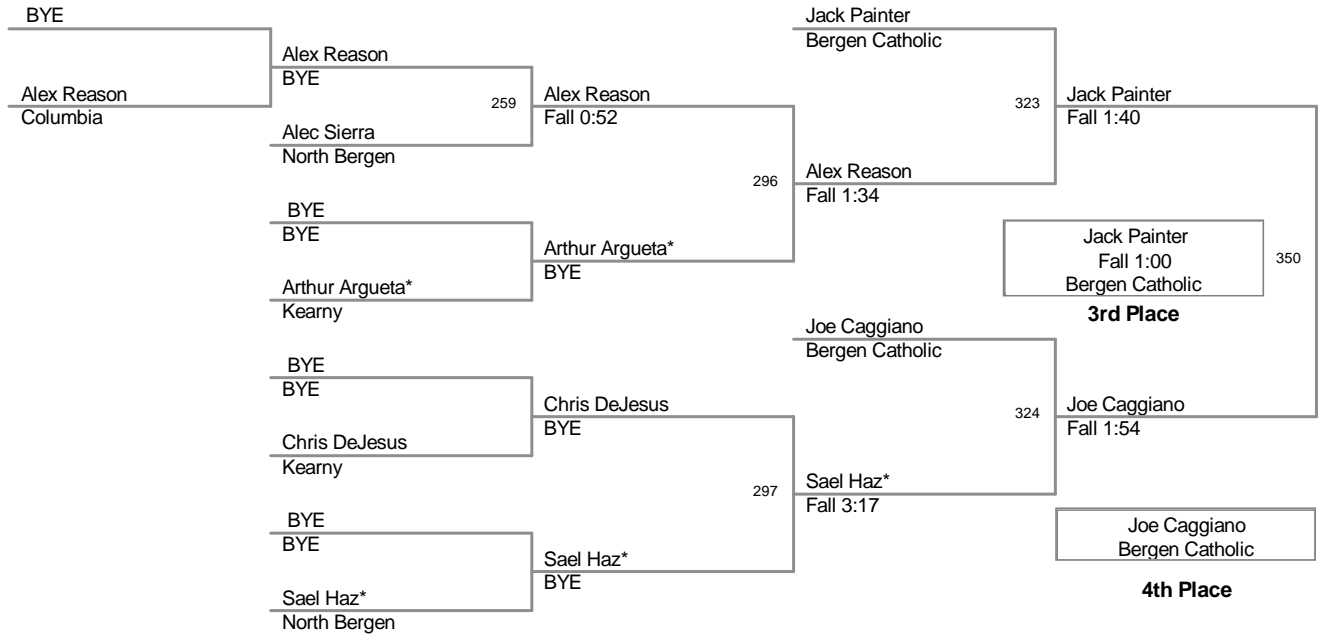 BYE
Alex Reason
Columbia
Alex Reason
BYE
259
Alec Sierra
North Bergen
BYE
BYE
Arthur Argueta*
Kearny
BYE
BYE
Chris DeJesus
Kearny
BYE
BYE
Sael Haz*
North Bergen
Alex Reason
Fall 0:52
296
Arthur Argueta*
BYE
Chris DeJesus
BYE
297
Sael Haz*
BYE
Jack Painter
Bergen Catholic
323
Alex Reason
Fall 1:34
Joe Caggiano
Bergen Catholic
324
Sael Haz*
Fall 3:17
Jack Painter
Fall 1:40
Jack Painter
Fall 1:00
Bergen Catholic
350
3rd Place
Joe Caggiano
Fall 1:54
Joe Caggiano
Bergen Catholic
4th Place